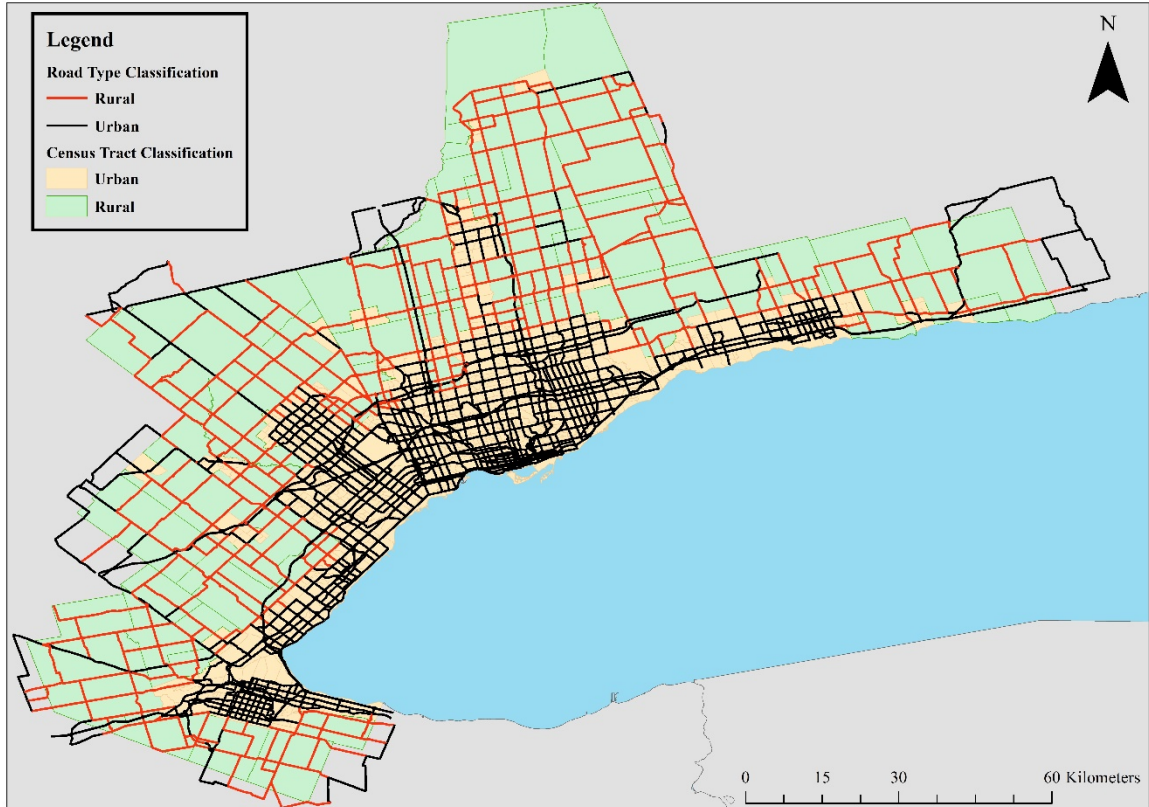 Legend
Road Type Classification
Rural
Urban
Census Tract Classification
Urban
Rural
N
0 15 30 60 Kilometers